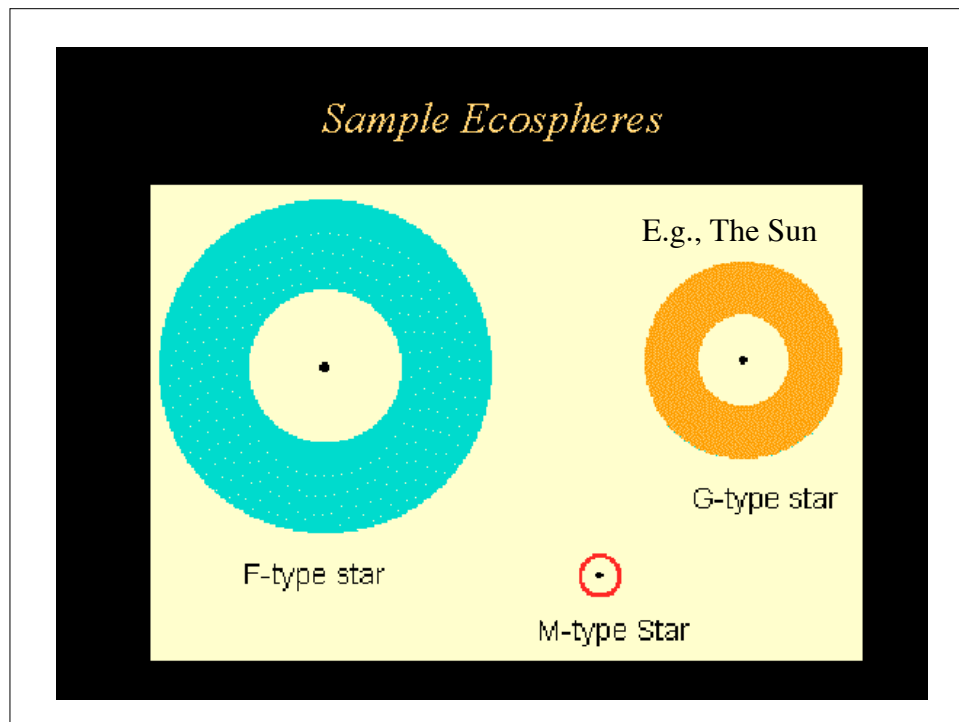 Sample Ecospheres
E.g., The Sun
G-type star
F-type star
M-type Star